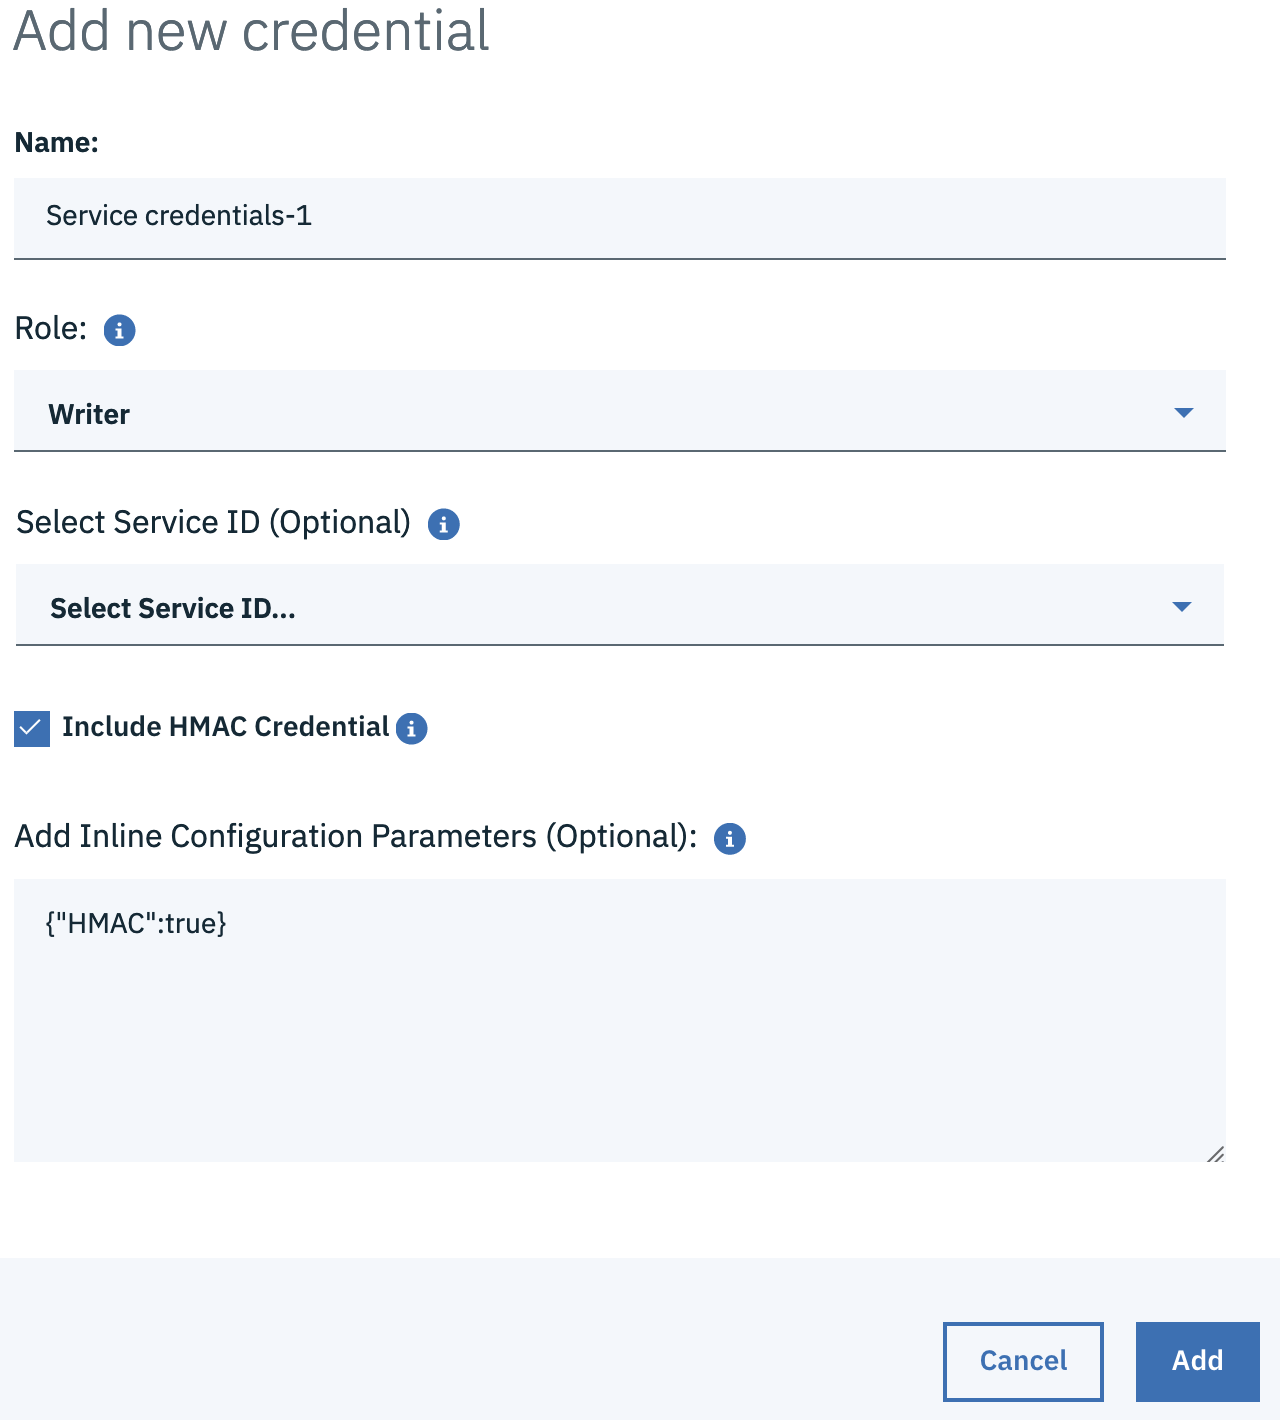 Add new credential
Name:
Service credentials-1
Role:
Writer
Select Service ID (Optional)
Select Service ID...
Include HMAC Credential
Add Inline Configuration Parameters (Optional):
{"HMAC":true}
Cancel Add